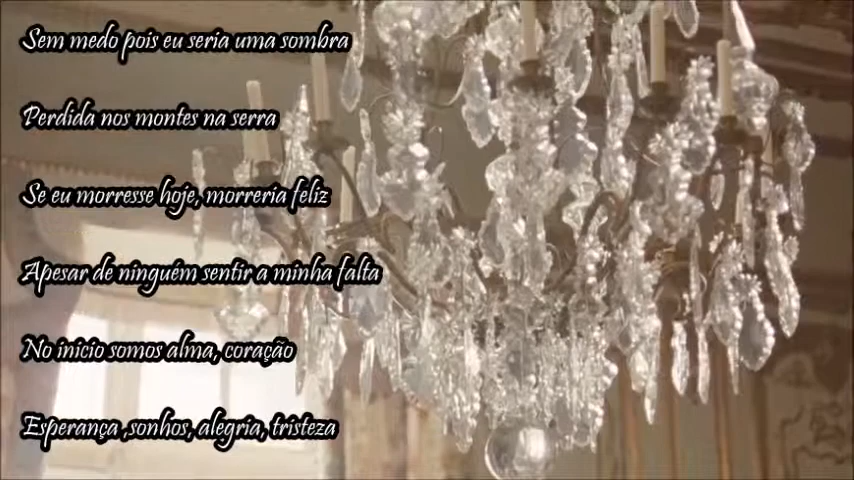 Sem medo pois eu seria uma sombra
Perdida nos montes na serra
Se eu morresse hoje, morreria feliz
Apesar de ninguém sentir a minha falta
No início somos alma, coração
Esperança ,sonhos, alegria, tristeza